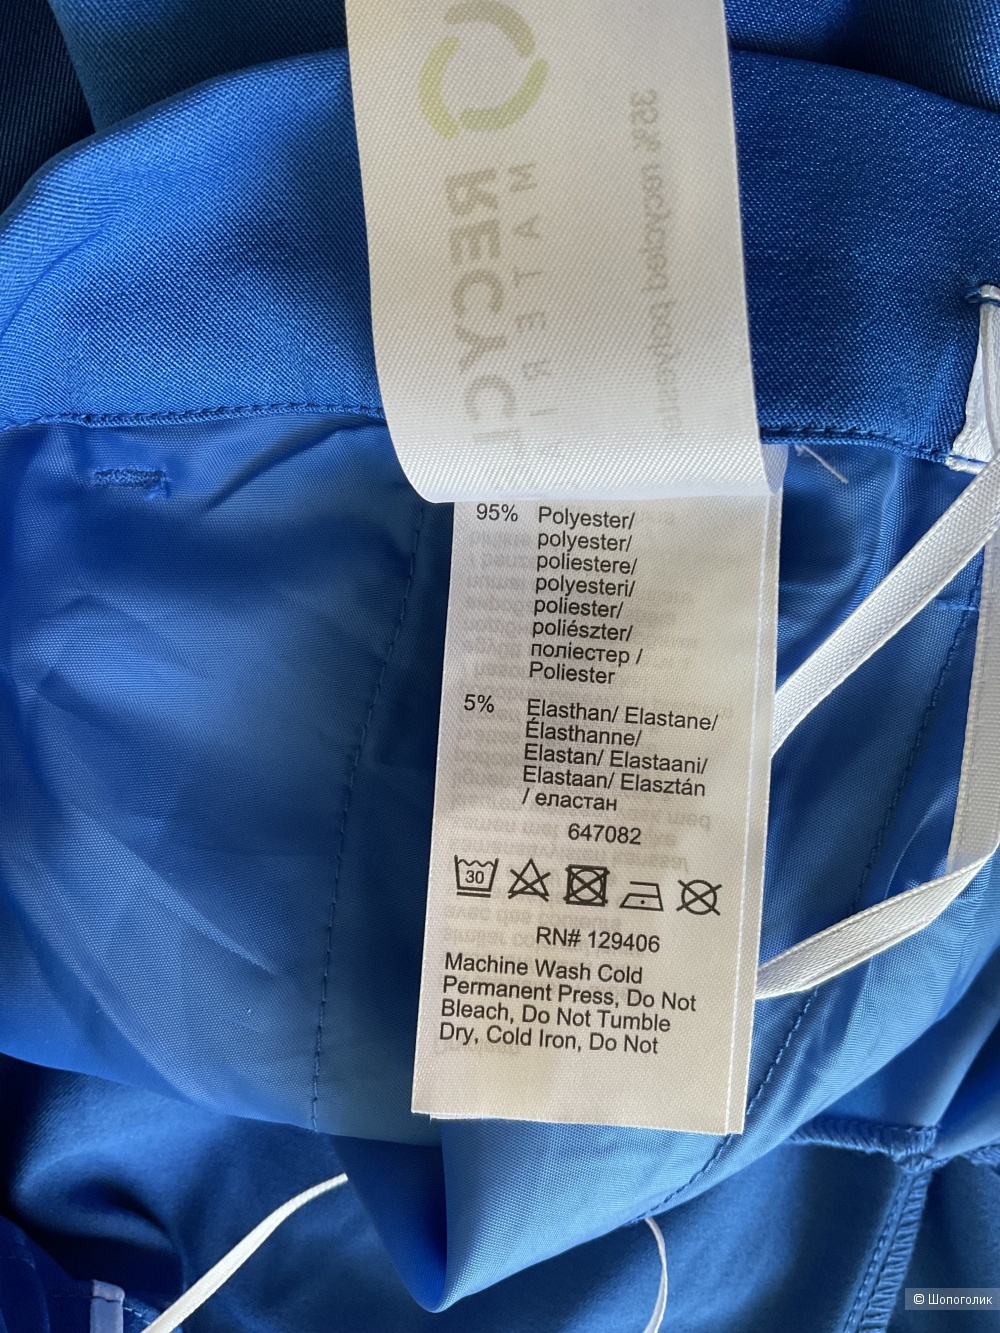 RECYCL
MATERI
35% recycled polyester
95% Polyester/
polyester/
poliestere/
polyesteri/
poliester/
poliészter/
поліестер /
Poliester
5% Elasthan/ Elastane/
Élasthanne/
Elastan/ Elastaani/
Elastaan/ Elasztán
/ еластан
647082
30
RN# 129406
Machine Wash Cold
Permanent Press, Do Not
Bleach, Do Not Tumble
Dry, Cold Iron, Do Not
© Шопоголик